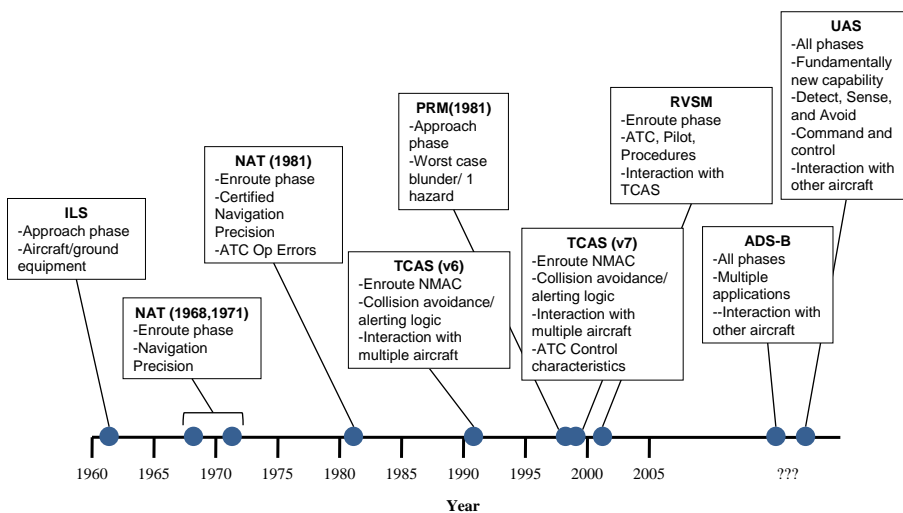 ILS
-Approach phase
-Aircraft/ground
equipment
NAT (1968,1971)
-Enroute phase
-Navigation
Precision
NAT (1981)
-Enroute phase
-Certified
Navigation
Precision
-ATC Op Errors
TCAS (v6)
-Enroute NMAC
-Collision avoidance/
alerting logic
-Interaction with
multiple aircraft
PRM(1981)
-Approach
phase
-Worst case
blunder/ 1
hazard
TCAS (v7)
-Enroute NMAC
-Collision avoidance/
alerting logic
-Interaction with
multiple aircraft
-ATC Control
characteristics
RVSM
-Enroute phase
-ATC, Pilot,
Procedures
-Interaction with
TCAS
ADS-B
-All phases
-Multiple
applications
--Interaction with
other aircraft
UAS
-All phases
-Fundamentally
new capability
-Detect, Sense,
and Avoid
-Command and
control
-Interaction with
other aircraft
1960 1965 1970 1975 1980 1985 1990 1995 2000 2005 ???
Year